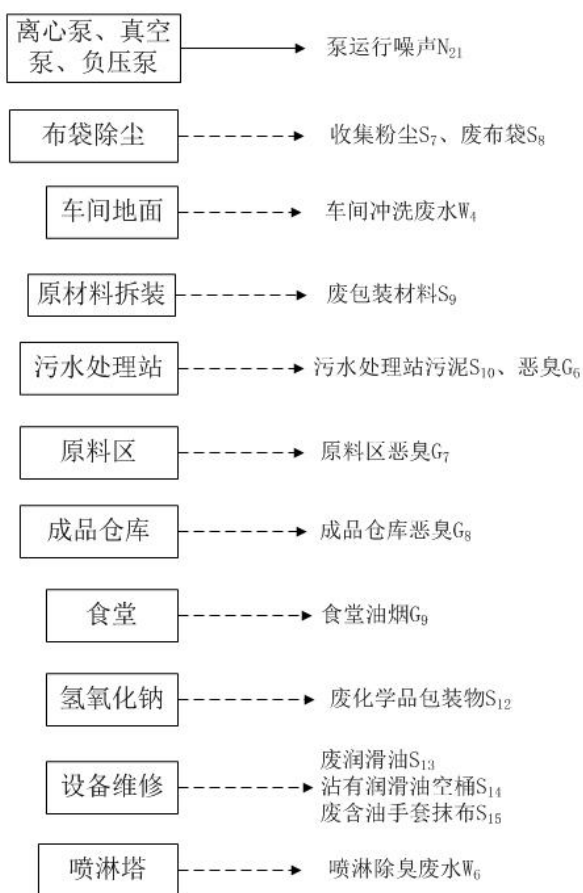 离心泵、真空
泵、负压泵
泵运行噪声N₂₁
布袋除尘
收集粉尘S₇、废布袋S₈
车间地面
车间冲洗废水W₄
原材料拆装
废包装材料S₉
污水处理站
污水处理站污泥S₁₀、恶臭G₆
原料区
原料区恶臭G₇
成品仓库
成品仓库恶臭G₈
食堂
食堂油烟G₉
氢氧化钠
废化学品包装物S₁₂
设备维修
废润滑油S₁₃
沾有润滑油空桶S₁₄
废含油手套抹布S₁₅
喷淋塔
喷淋除臭废水W₆